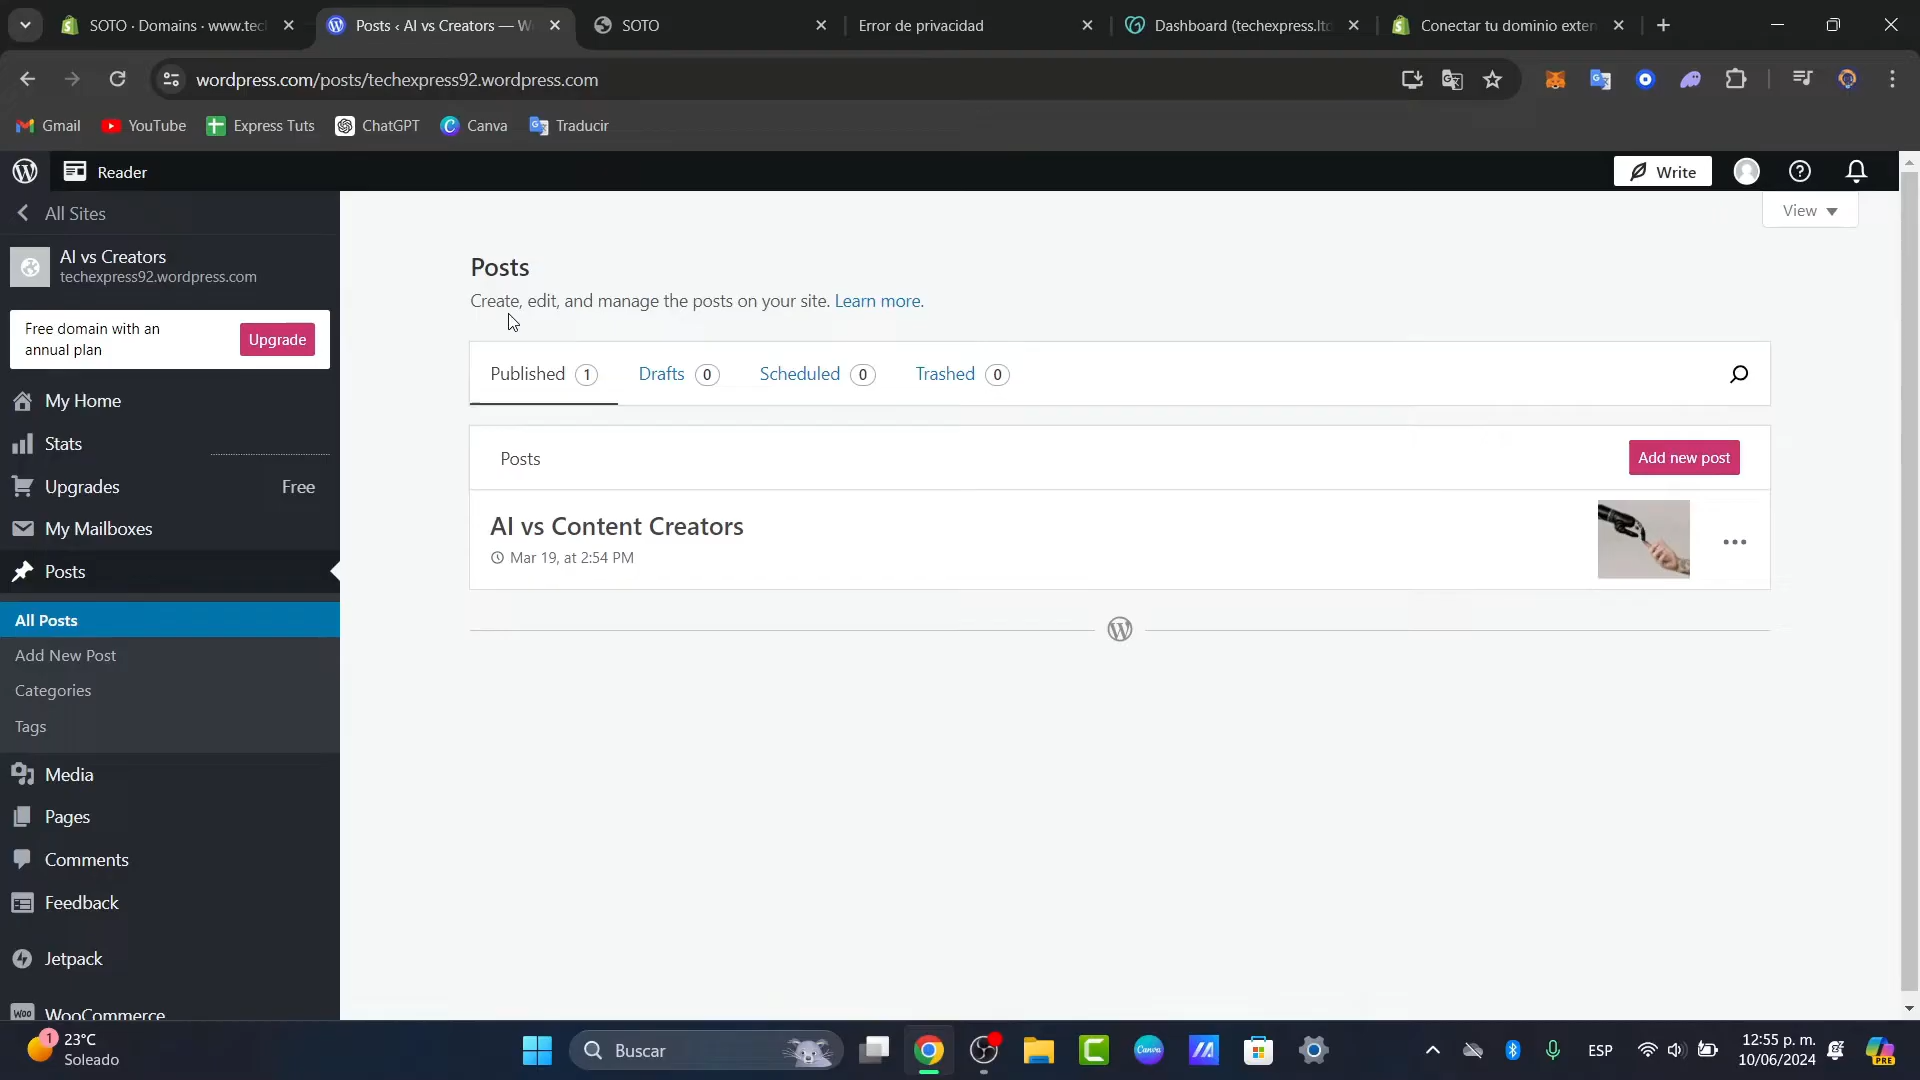 SOTO · Domains · www.tec
Posts ‹ AI vs Creators — W
SOTO
Error de privacidad
Dashboard (techexpress.ltd
Conectar tu dominio exter
wordpress.com/posts/techexpress92.wordpress.com
Gmail
YouTube
Express Tuts
ChatGPT
Canva
Traducir
Reader
Write
All Sites
View
AI vs Creators
techexpress92.wordpress.com
Free domain with an
annual plan
Upgrade
My Home
Stats
Upgrades
Free
My Mailboxes
Posts
All Posts
Add New Post
Categories
Tags
Media
Pages
Comments
Feedback
Jetpack
WooCommerce
Posts
Create, edit, and manage the posts on your site. Learn more.
Published 1
Drafts 0
Scheduled 0
Trashed 0
Posts
Add new post
AI vs Content Creators
Mar 19, at 2:54 PM
1
23°C
Soleado
Buscar
Canva
ESP
12:55 p. m.
10/06/2024
PRE